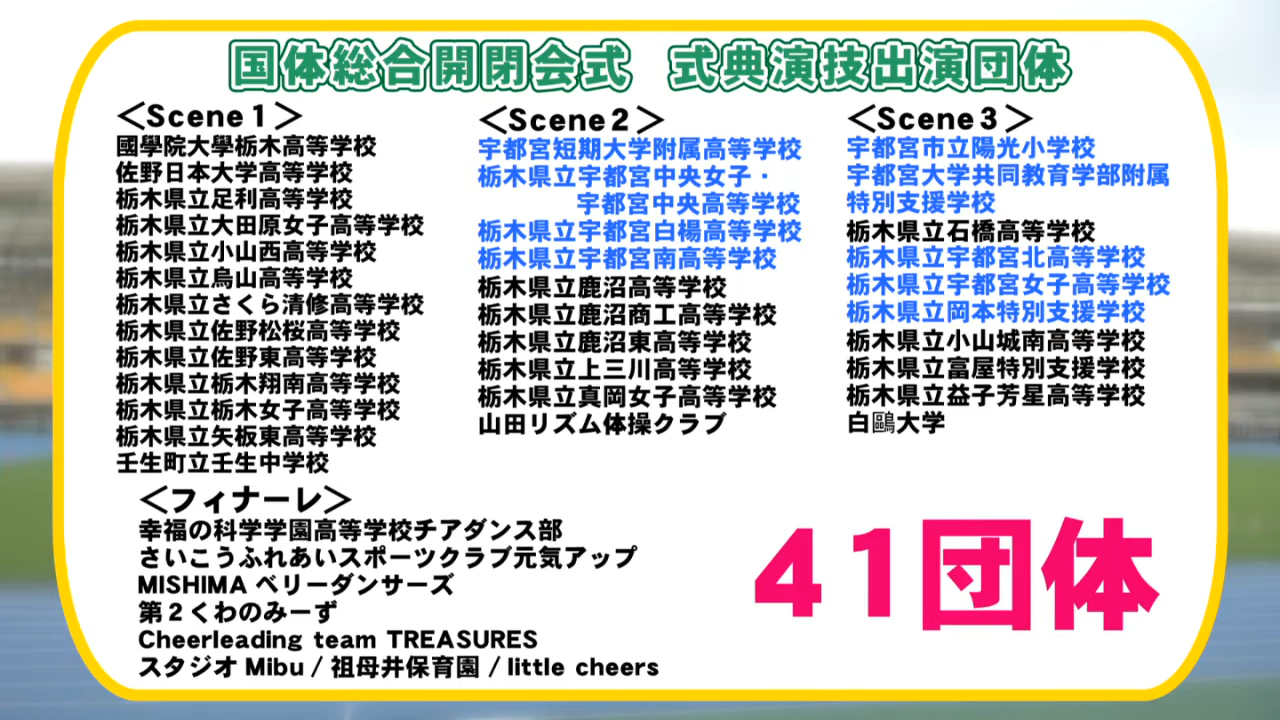 国体総合開閉会式 式典演技出演団体
＜Scene１＞
國學院大學栃木高等学校
佐野日本大学高等学校
栃木県立足利高等学校
栃木県立大田原女子高等学校
栃木県立小山西高等学校
栃木県立烏山高等学校
栃木県立さくら清修高等学校
栃木県立佐野松桜高等学校
栃木県立佐野東高等学校
栃木県立栃木翔南高等学校
栃木県立栃木女子高等学校
栃木県立矢板東高等学校
壬生町立壬生中学校
＜Scene２＞
宇都宮短期大学附属高等学校
栃木県立宇都宮中央女子・
宇都宮中央高等学校
栃木県立宇都宮白楊高等学校
栃木県立宇都宮南高等学校
栃木県立鹿沼高等学校
栃木県立鹿沼商工高等学校
栃木県立鹿沼東高等学校
栃木県立上三川高等学校
栃木県立真岡女子高等学校
山田リズム体操クラブ
＜Scene３＞
宇都宮市立陽光小学校
宇都宮大学共同教育学部附属
特別支援学校
栃木県立石橋高等学校
栃木県立宇都宮北高等学校
栃木県立宇都宮女子高等学校
栃木県立岡本特別支援学校
栃木県立小山城南高等学校
栃木県立富屋特別支援学校
栃木県立益子芳星高等学校
白鷗大学
＜フィナーレ＞
幸福の科学学園高等学校チアダンス部
さいこうふれあいスポーツクラブ元気アップ
MISHIMA ベリーダンサーズ
第２くわのみーず
Cheerleading team TREASURES
スタジオ Mibu / 祖母井保育園 / little cheers
４１団体